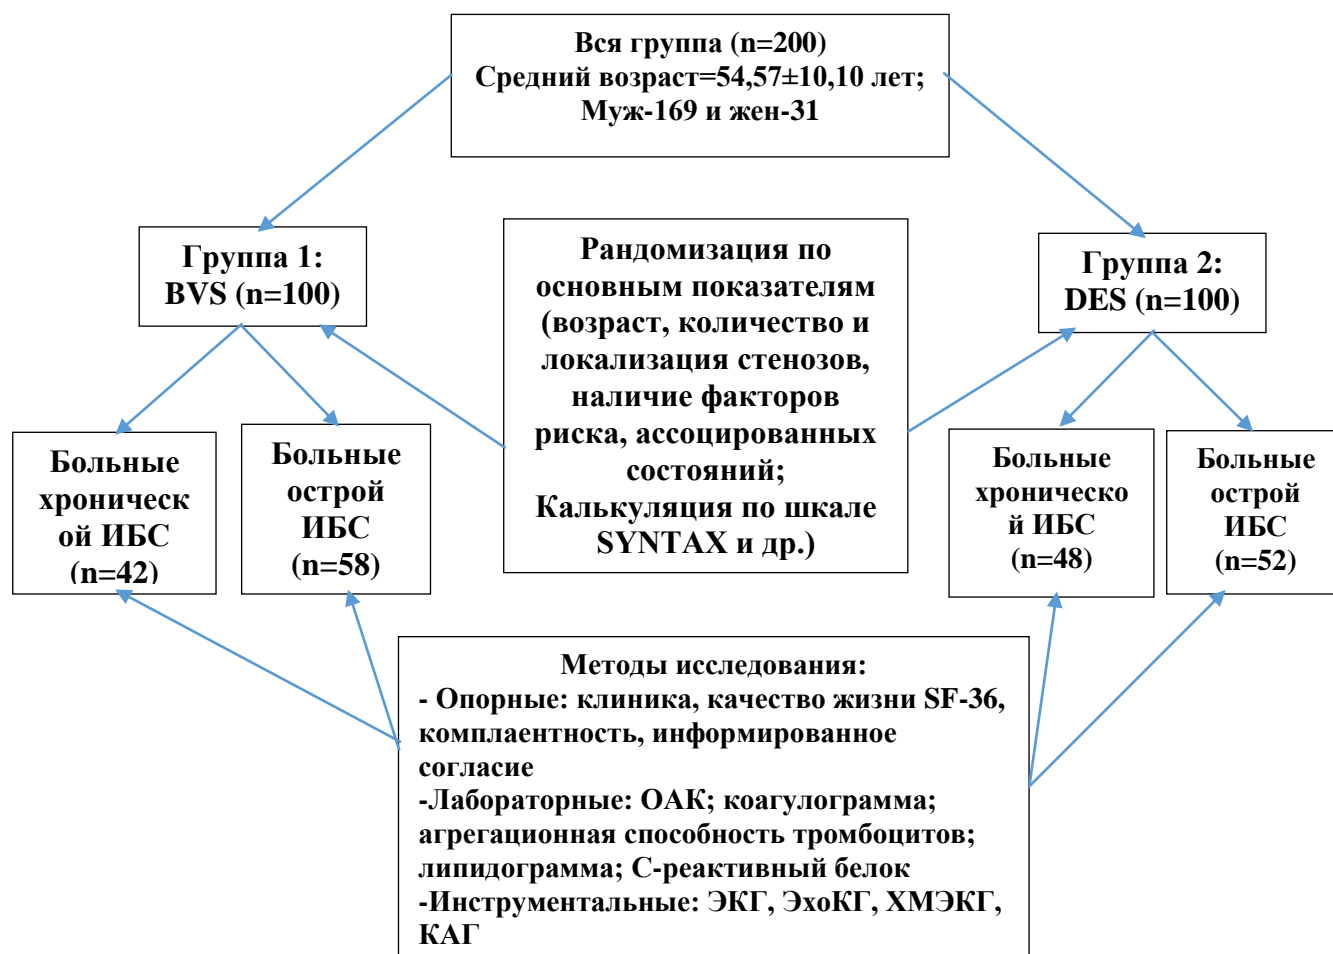 Вся группа (n=200)
Средний возраст=54,57±10,10 лет;
Муж-169 и жен-31
Группа 1:
BVS (n=100)
Рандомизация по
основным показателям
(возраст, количество и
локализация стенозов,
наличие факторов
риска, ассоцированных
состояний;
Калькуляция по шкале
SYNTAX и др.)
Группа 2:
DES (n=100)
Больные
хроническ
ой ИБС
(n=42)
Больные
острой
ИБС
(n=58)
Больные
хроническо
й ИБС
(n=48)
Больные
острой
ИБС
(n=52)
Методы исследования:
- Опорные: клиника, качество жизни SF-36,
комплаентность, информированное
согласие
-Лабораторные: ОАК; коагулограмма;
агрегационная способность тромбоцитов;
липидограмма; С-реактивный белок
-Инструментальные: ЭКГ, ЭхоКГ, ХМЭКГ,
КАГ